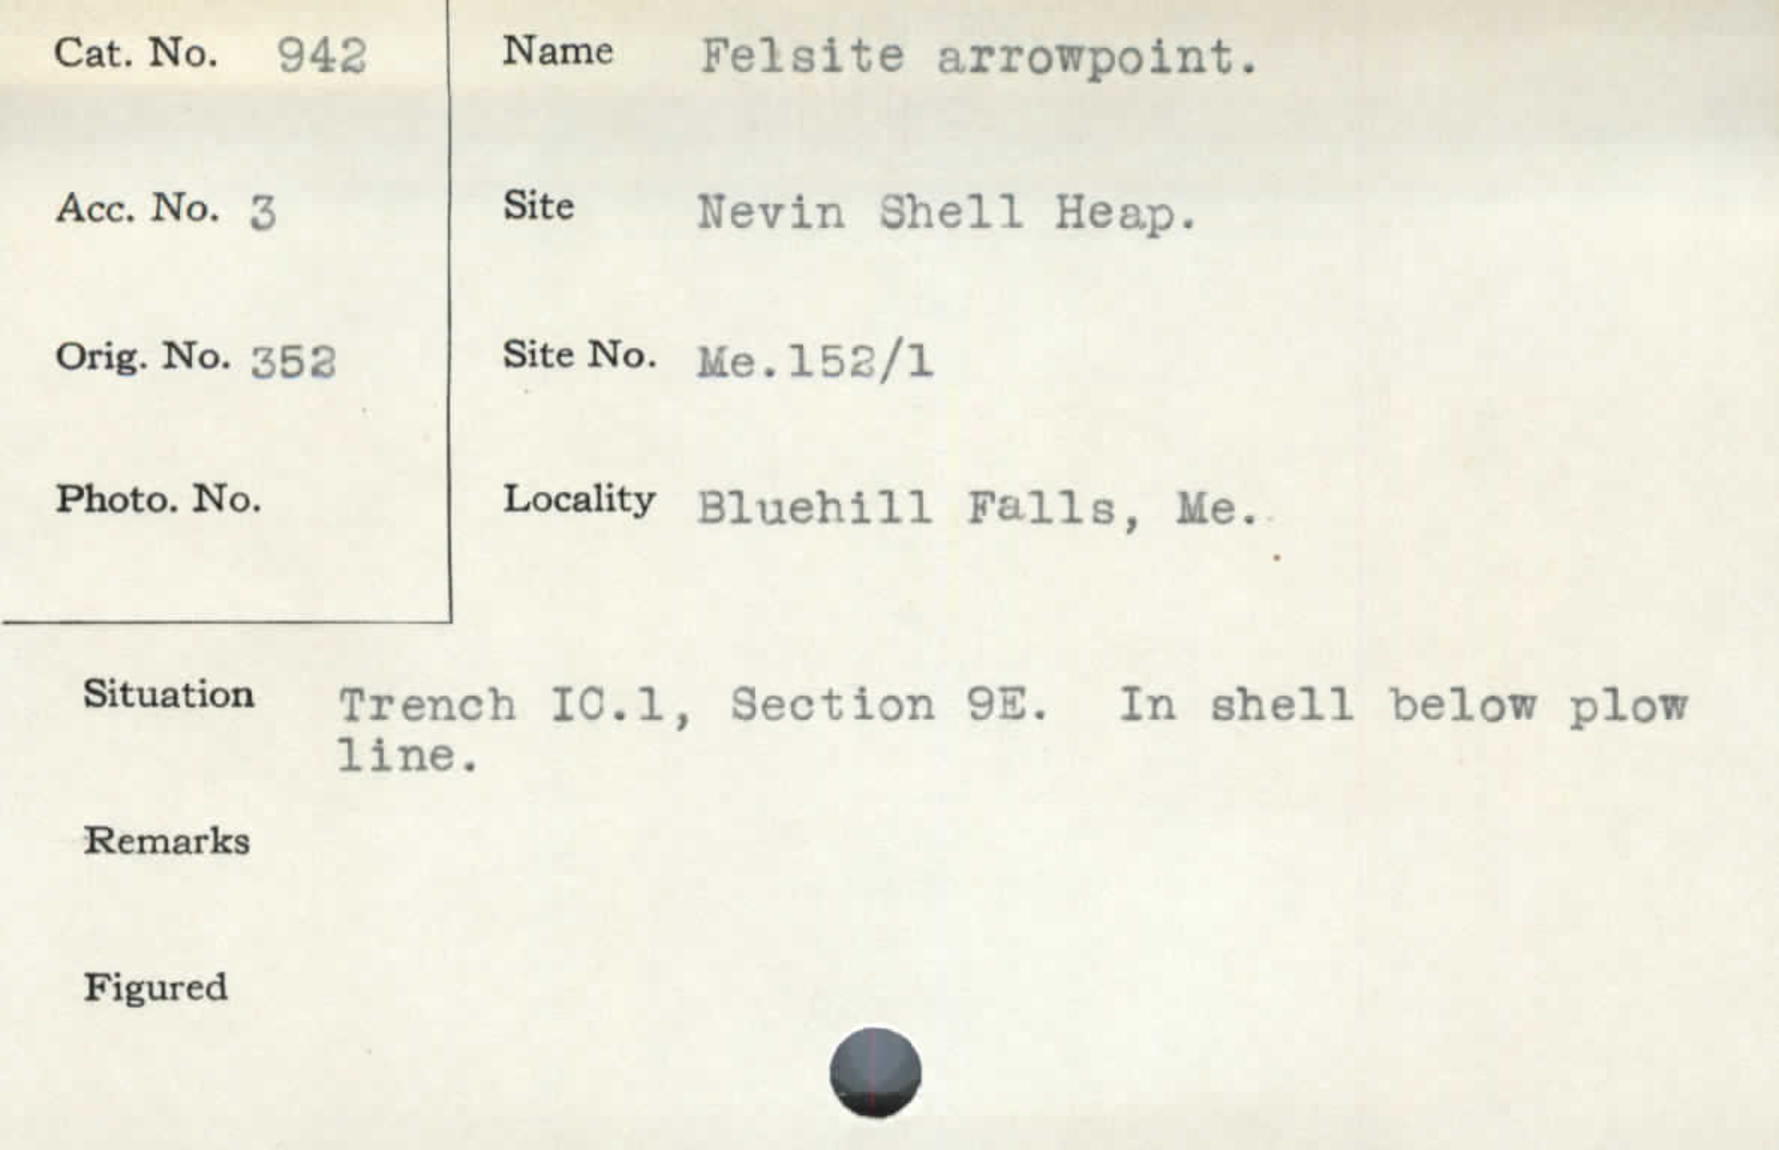 Cat. No. 942
Name Felsite arrowpoint.
Acc. No. 3
Site Nevin Shell Heap.
Orig. No. 352
Site No. Me.152/1
Photo. No.
Locality Bluehill Falls, Me.
Situation Trench IC.1, Section 9E. In shell below plow
line.
Remarks
Figured